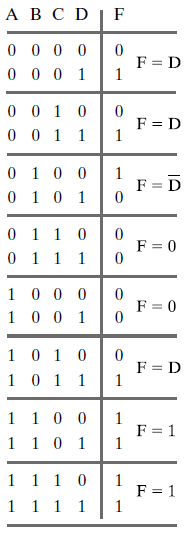 A B C D F
0 0 0 0 0
F = D
0 0 0 1 1
0 0 1 0 0
F = D
0 0 1 1 1
0 1 0 0 1
F = D̅
0 1 0 1 0
0 1 1 0 0
F = 0
0 1 1 1 0
1 0 0 0 0
F = 0
1 0 0 1 0
1 0 1 0 0
F = D
1 0 1 1 1
1 1 0 0 1
F = 1
1 1 0 1 1
1 1 1 0 1
F = 1
1 1 1 1 1